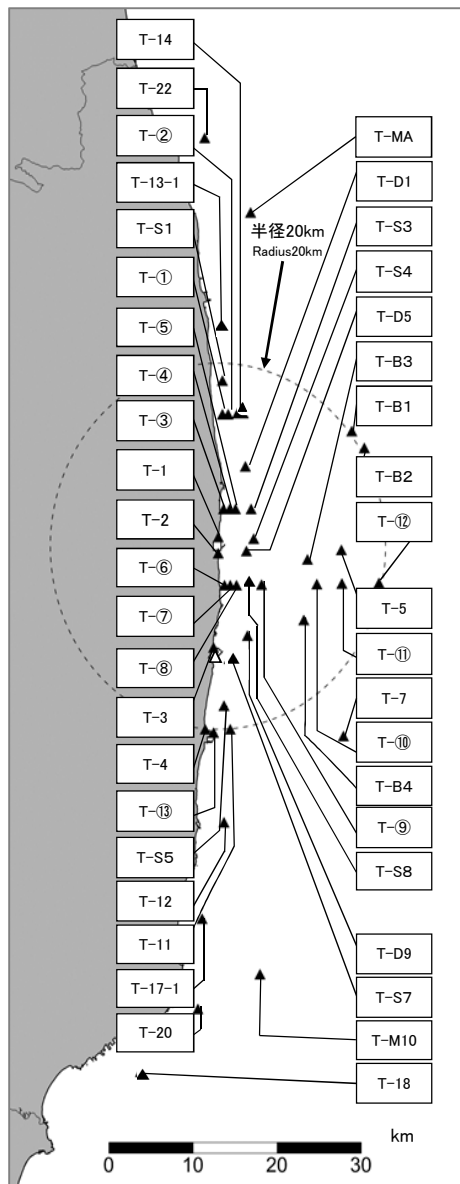 T-14
T-22
T-②
T-13-1
T-S1
T-①
T-⑤
T-④
T-③
T-1
T-2
T-⑥
T-⑦
T-⑧
T-3
T-4
T-⑬
T-S5
T-12
T-11
T-17-1
T-20
半径20km
Radius20km
T-MA
T-D1
T-S3
T-S4
T-D5
T-B3
T-B1
T-B2
T-⑫
T-5
T-⑪
T-7
T-⑩
T-B4
T-⑨
T-S8
T-D9
T-S7
T-M10
T-18
km
0 10 20 30